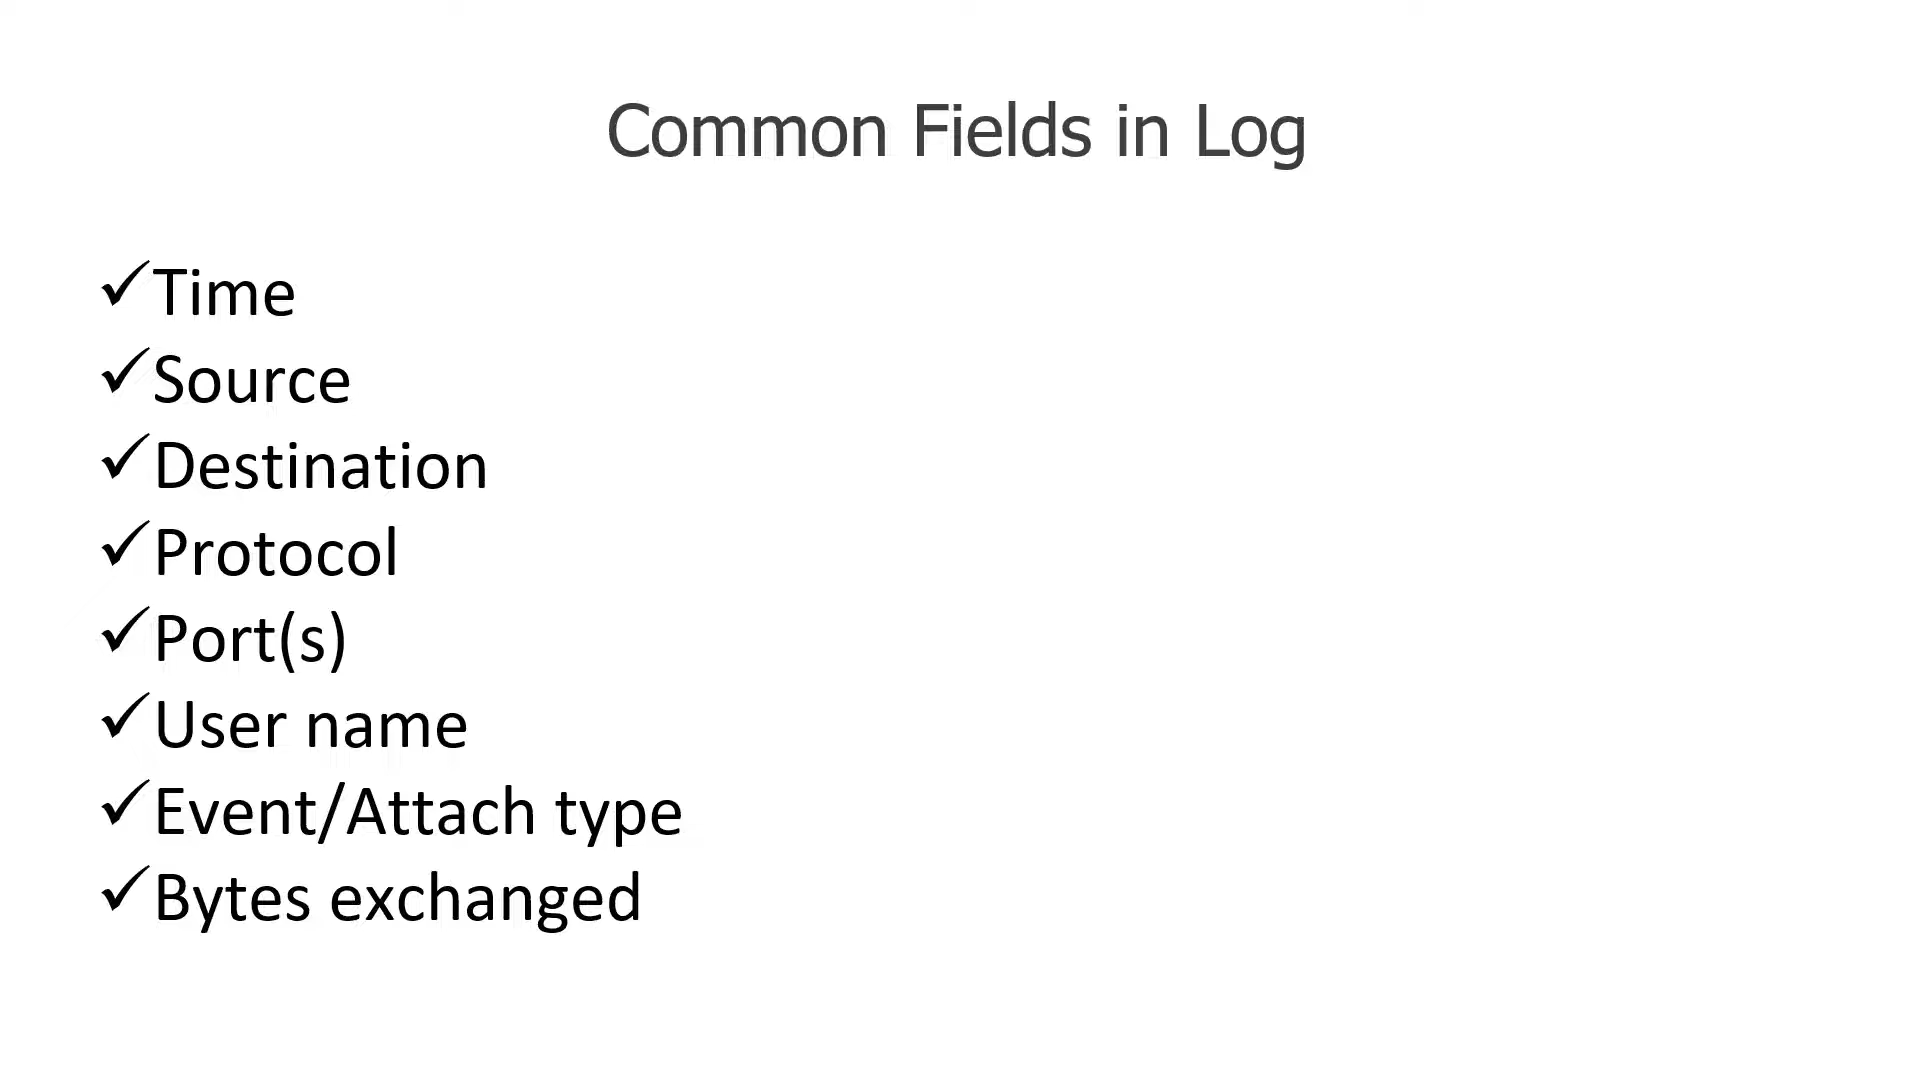 Common Fields in Log
✓Time
✓Source
✓Destination
✓Protocol
✓Port(s)
✓User name
✓Event/Attach type
✓Bytes exchanged